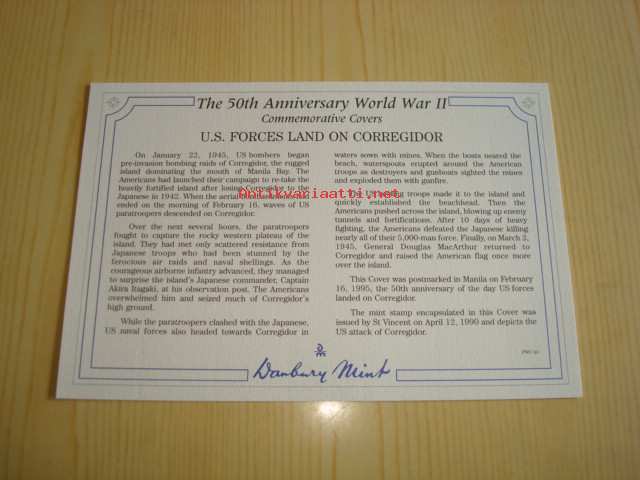 The 50th Anniversary World War II
Commemorative Covers
U.S. FORCES LAND ON CORREGIDOR
On January 22, 1945, US bombers began
pre-invasion bombing raids of Corregidor, the rugged
island dominating the mouth of Manila Bay. The
Americans had launched their campaign to re-take the
heavily fortified island after losing Corregidor to the
Japanese in 1942. When the aerial
ended on the morning of February 16, waves of US
paratroopers descended on Corregidor.
Over the next several hours, the paratroopers
fought to capture the rocky western plateau of the
island. They had met only scattered resistance from
Japanese troops who had been stunned by the
ferocious air raids and naval shellings. As the
courageous airborne infantry advanced, they managed
to surprise the island's Japanese commander, Captain
Akira Itagaki, at his observation post. The Americans
overwhelmed him and seized much of Corregidor's
high ground.
While the paratroopers clashed with the Japanese,
US naval forces also headed towards Corregidor in
waters sown with mines. When the boats neared the
beach, waterspouts erupted around the American
troops as destroyers and gunboats sighted the mines
and exploded them with gunfire.
The US troops made it to the island and
quickly established the beachhead. Then the
Americans pushed across the island, blowing up enemy
tunnels and fortifications. After 10 days of heavy
fighting, the Americans defeated the Japanese killing
nearly all of their 5,000-man force. Finally, on March 2,
1945, General Douglas MacArthur returned to
Corregidor and raised the American flag once more
over the island.
This Cover was postmarked in Manila on February
16, 1995, the 50th anniversary of the day US forces
landed on Corregidor.
The mint stamp encapsulated in this Cover was
issued by St Vincent on April 12, 1990 and depicts the
US attack of Corregidor.
Danbury Mint
Antikvariaatti.net